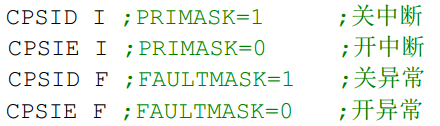 CPSID I ;PRIMASK=1 ;关中断
CPSIE I ;PRIMASK=0 ;开中断
CPSID F ;FAULTMASK=1 ;关异常
CPSIE F ;FAULTMASK=0 ;开异常